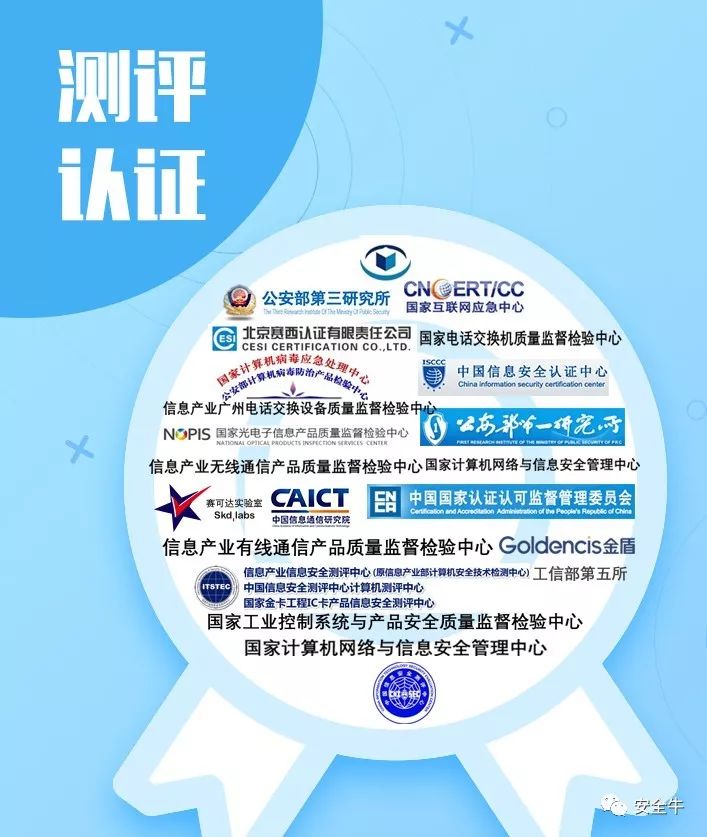 测评
认证
公安部第三研究所
The Third Research Institute Of The Ministry Of Public Security
CNCERT/CC
国家互联网应急中心
CESI
北京赛西认证有限责任公司
CESI CERTIFICATION CO.,LTD.
国家电话交换机质量监督检验中心
国家计算机病毒应急处理中心
公安部计算机病毒防治产品检验中心
ISCCC
中国信息安全认证中心
China information security certification center
信息产业广州电话交换设备质量监督检验中心
NOPIS 国家光电子信息产品质量监督检验中心
NATIONAL OPTICAL PRODUCTS INSPECTION SERVICES CENTER
公安部第一研究所
FIRST RESEARCH INSTITUTE OF THE MINISTRY OF PUBLIC SECURITY OF P.R.C
信息产业无线通信产品质量监督检验中心
国家计算机网络与信息安全管理中心
赛可达实验室
Skd labs
CAICT
中国信息通信研究院
CNCA
中国国家认证认可监督管理委员会
Certification and Accreditation Administration of the People's Republic of China
信息产业有线通信产品质量监督检验中心
Goldencis金盾
ITSTEC
信息产业信息安全测评中心(原信息产业部计算机安全技术检测中心)
中国信息安全测评中心计算机测评中心
国家金卡工程IC卡产品信息安全测评中心
工信部第五所
国家工业控制系统与产品安全质量监督检验中心
国家计算机网络与信息安全管理中心
安全牛